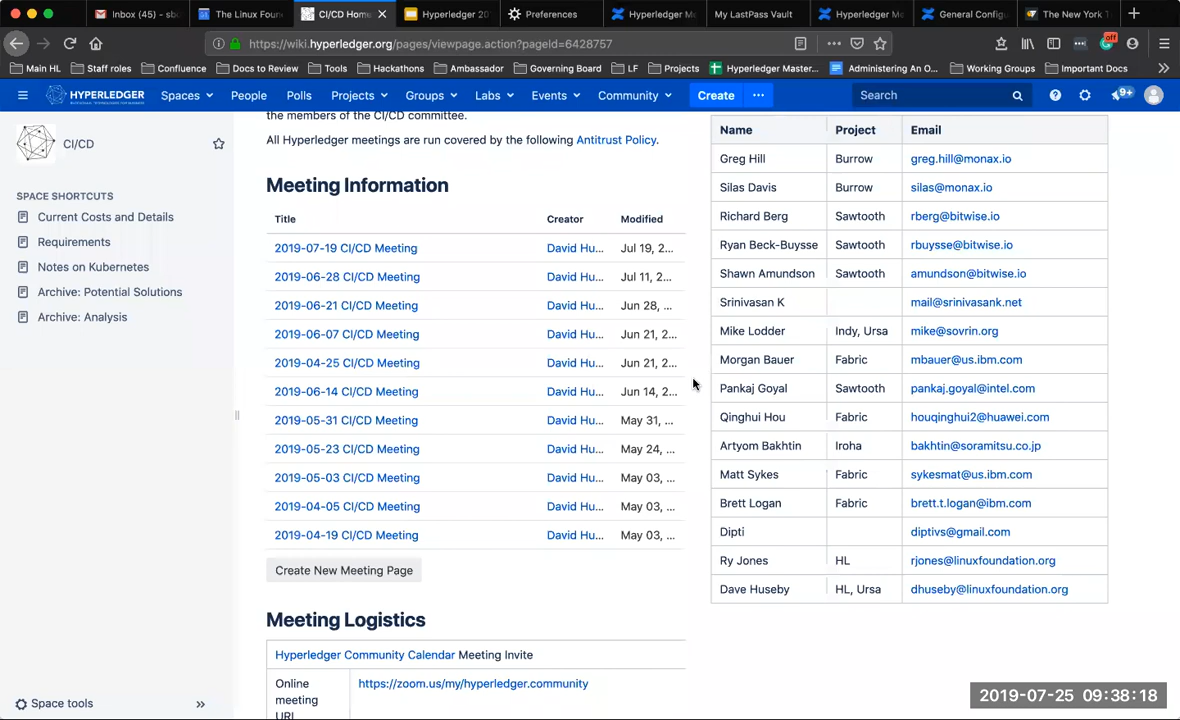 Inbox (45) - sb
The Linux Foun
CI/CD Home
Hyperledger 20
Preferences
Hyperledger Me
My LastPass Vault
Hyperledger Me
General Configu
The New York T
https://wiki.hyperledger.org/pages/viewpage.action?pageId=6428757
off
Main HL
Staff roles
Confluence
Docs to Review
Tools
Hackathons
Ambassador
Governing Board
LF
Projects
Hyperledger Master...
Administering An O...
Working Groups
Important Docs
HYPERLEDGER
Spaces
People
Polls
Projects
Groups
Labs
Events
Community
Create
Search
9+
CI/CD
SPACE SHORTCUTS
Current Costs and Details
Requirements
Notes on Kubernetes
Archive: Potential Solutions
Archive: Analysis
Space tools
the members of the CI/CD committee.
All Hyperledger meetings are run covered by the following Antitrust Policy.
Meeting Information
Title Creator Modified
2019-07-19 CI/CD Meeting David Hu... Jul 19, 2...
2019-06-28 CI/CD Meeting David Hu... Jul 11, 2...
2019-06-21 CI/CD Meeting David Hu... Jun 28, ...
2019-06-07 CI/CD Meeting David Hu... Jun 21, 2...
2019-04-25 CI/CD Meeting David Hu... Jun 21, 2...
2019-06-14 CI/CD Meeting David Hu... Jun 14, 2...
2019-05-31 CI/CD Meeting David Hu... May 31, ...
2019-05-23 CI/CD Meeting David Hu... May 24, ...
2019-05-03 CI/CD Meeting David Hu... May 03, ...
2019-04-05 CI/CD Meeting David Hu... May 03, ...
2019-04-19 CI/CD Meeting David Hu... May 03, ...
Create New Meeting Page
Meeting Logistics
Hyperledger Community Calendar Meeting Invite
Online
meeting
URL
https://zoom.us/my/hyperledger.community
Name Project Email
Greg Hill Burrow greg.hill@monax.io
Silas Davis Burrow silas@monax.io
Richard Berg Sawtooth rberg@bitwise.io
Ryan Beck-Buysse Sawtooth rbuysse@bitwise.io
Shawn Amundson Sawtooth amundson@bitwise.io
Srinivasan K mail@srinivasank.net
Mike Lodder Indy, Ursa mike@sovrin.org
Morgan Bauer Fabric mbauer@us.ibm.com
Pankaj Goyal Sawtooth pankaj.goyal@intel.com
Qinghui Hou Fabric houqinghui2@huawei.com
Artyom Bakhtin Iroha bakhtin@soramitsu.co.jp
Matt Sykes Fabric sykesmat@us.ibm.com
Brett Logan Fabric brett.t.logan@ibm.com
Dipti diptivs@gmail.com
Ry Jones HL rjones@linuxfoundation.org
Dave Huseby HL, Ursa dhuseby@linuxfoundation.org
2019-07-25 09:38:18